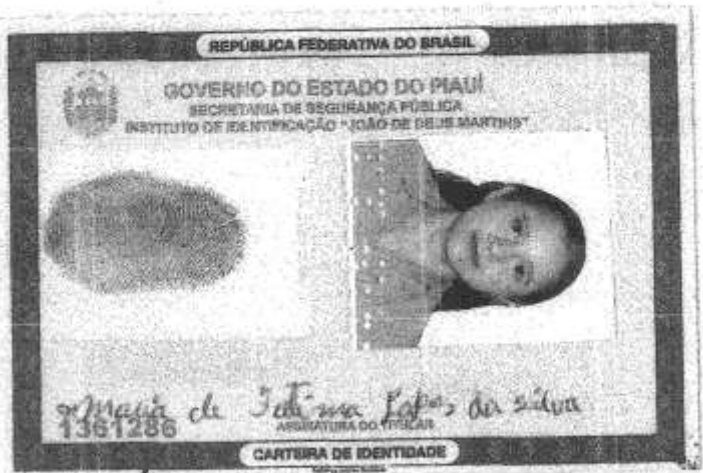 REPÚBLICA FEDERATIVA DO BRASIL
GOVERNO DO ESTADO DO PIAUÍ
SECRETARIA DE SEGURANÇA PÚBLICA
INSTITUTO DE IDENTIFICAÇÃO "JOÃO DE DEUS MARTINS"
Maria de Fatima Lopes da silva
1361286
ASSINATURA DO TITULAR
CARTEIRA DE IDENTIDADE